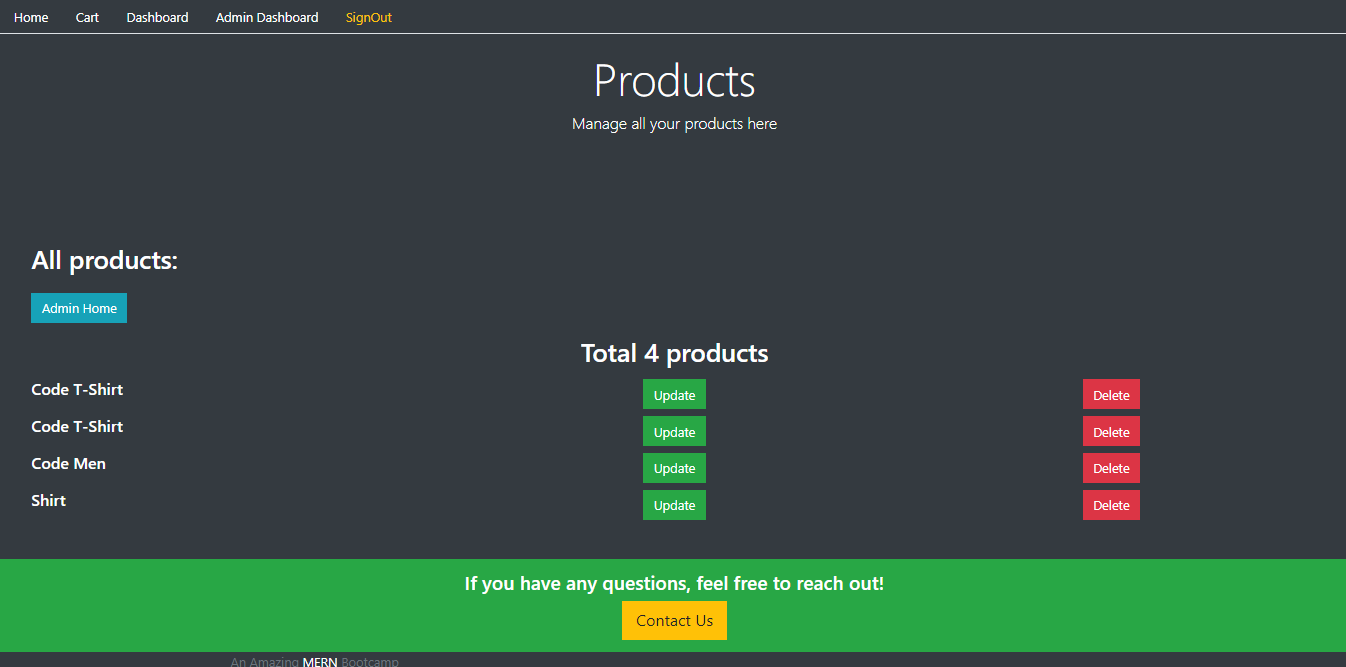 Home Cart Dashboard Admin Dashboard SignOut
Products
Manage all your products here
All products:
Admin Home
Total 4 products
Code T-Shirt Update Delete
Code T-Shirt Update Delete
Code Men Update Delete
Shirt Update Delete
If you have any questions, feel free to reach out!
Contact Us
An Amazing MERN Bootcamp